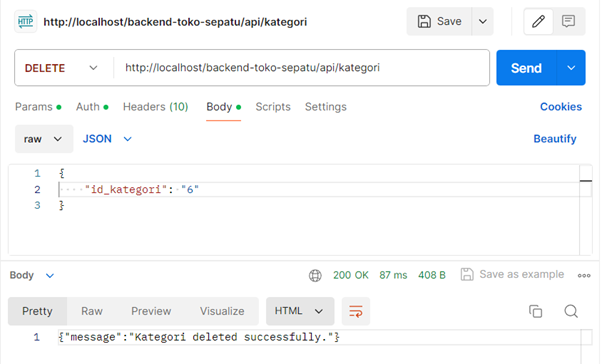 HTTP http://localhost/backend-toko-sepatu/api/kategori Save
DELETE http://localhost/backend-toko-sepatu/api/kategori Send
Params Auth Headers (10) Body Scripts Settings Cookies
raw JSON Beautify
1 {
2 "id_kategori": "6"
3 }
Body 200 OK 87 ms 408 B Save as example
Pretty Raw Preview Visualize HTML
1 {"message":"Kategori deleted successfully."}